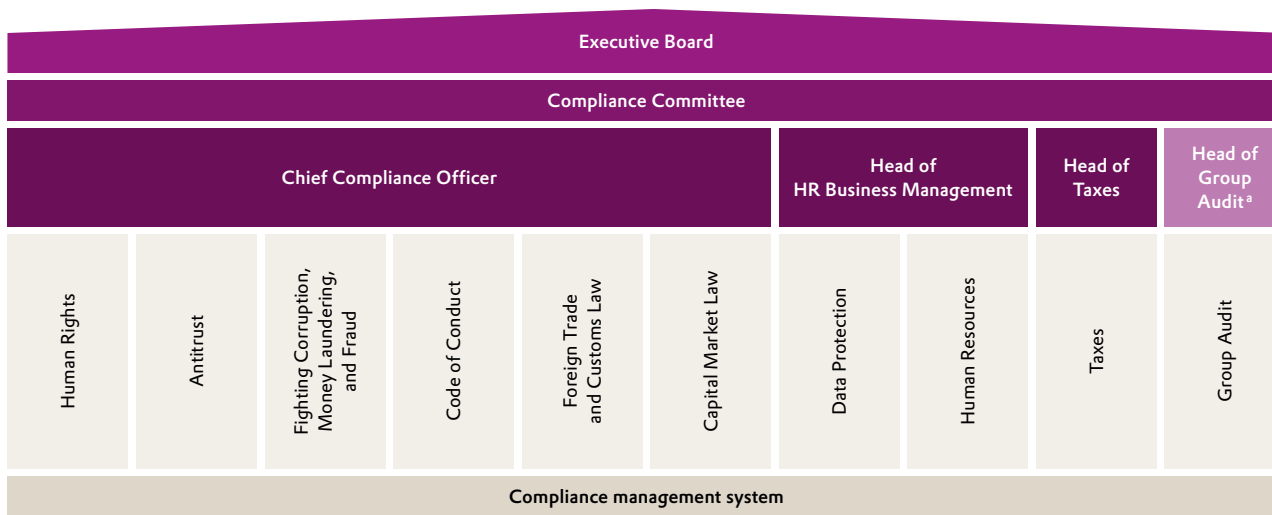 Executive Board
Compliance Committee
Chief Compliance Officer
Head of
HR Business Management
Head of
Taxes
Head of
Group
Audit a
Human Rights
Antitrust
Fighting Corruption,
Money Laundering,
and Fraud
Code of Conduct
Foreign Trade
and Customs Law
Capital Market Law
Data Protection
Human Resources
Taxes
Group Audit
Compliance management system